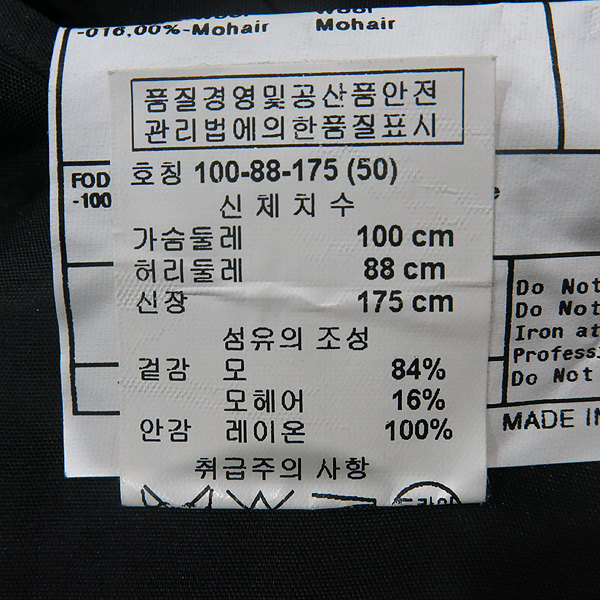 -016,00%-Mohair Mohair
품질경영및공산품안전
관리법에의한품질표시
호칭 100-88-175 (50)
신 체 치 수
가슴둘레 100 cm
허리둘레 88 cm
신장 175 cm
섬유의 조성
겉감 모 84%
모헤어 16%
안감 레이온 100%
취급주의 사항
FOD
-100
Do Not
Do Not
Iron at
Do Not
MADE IN